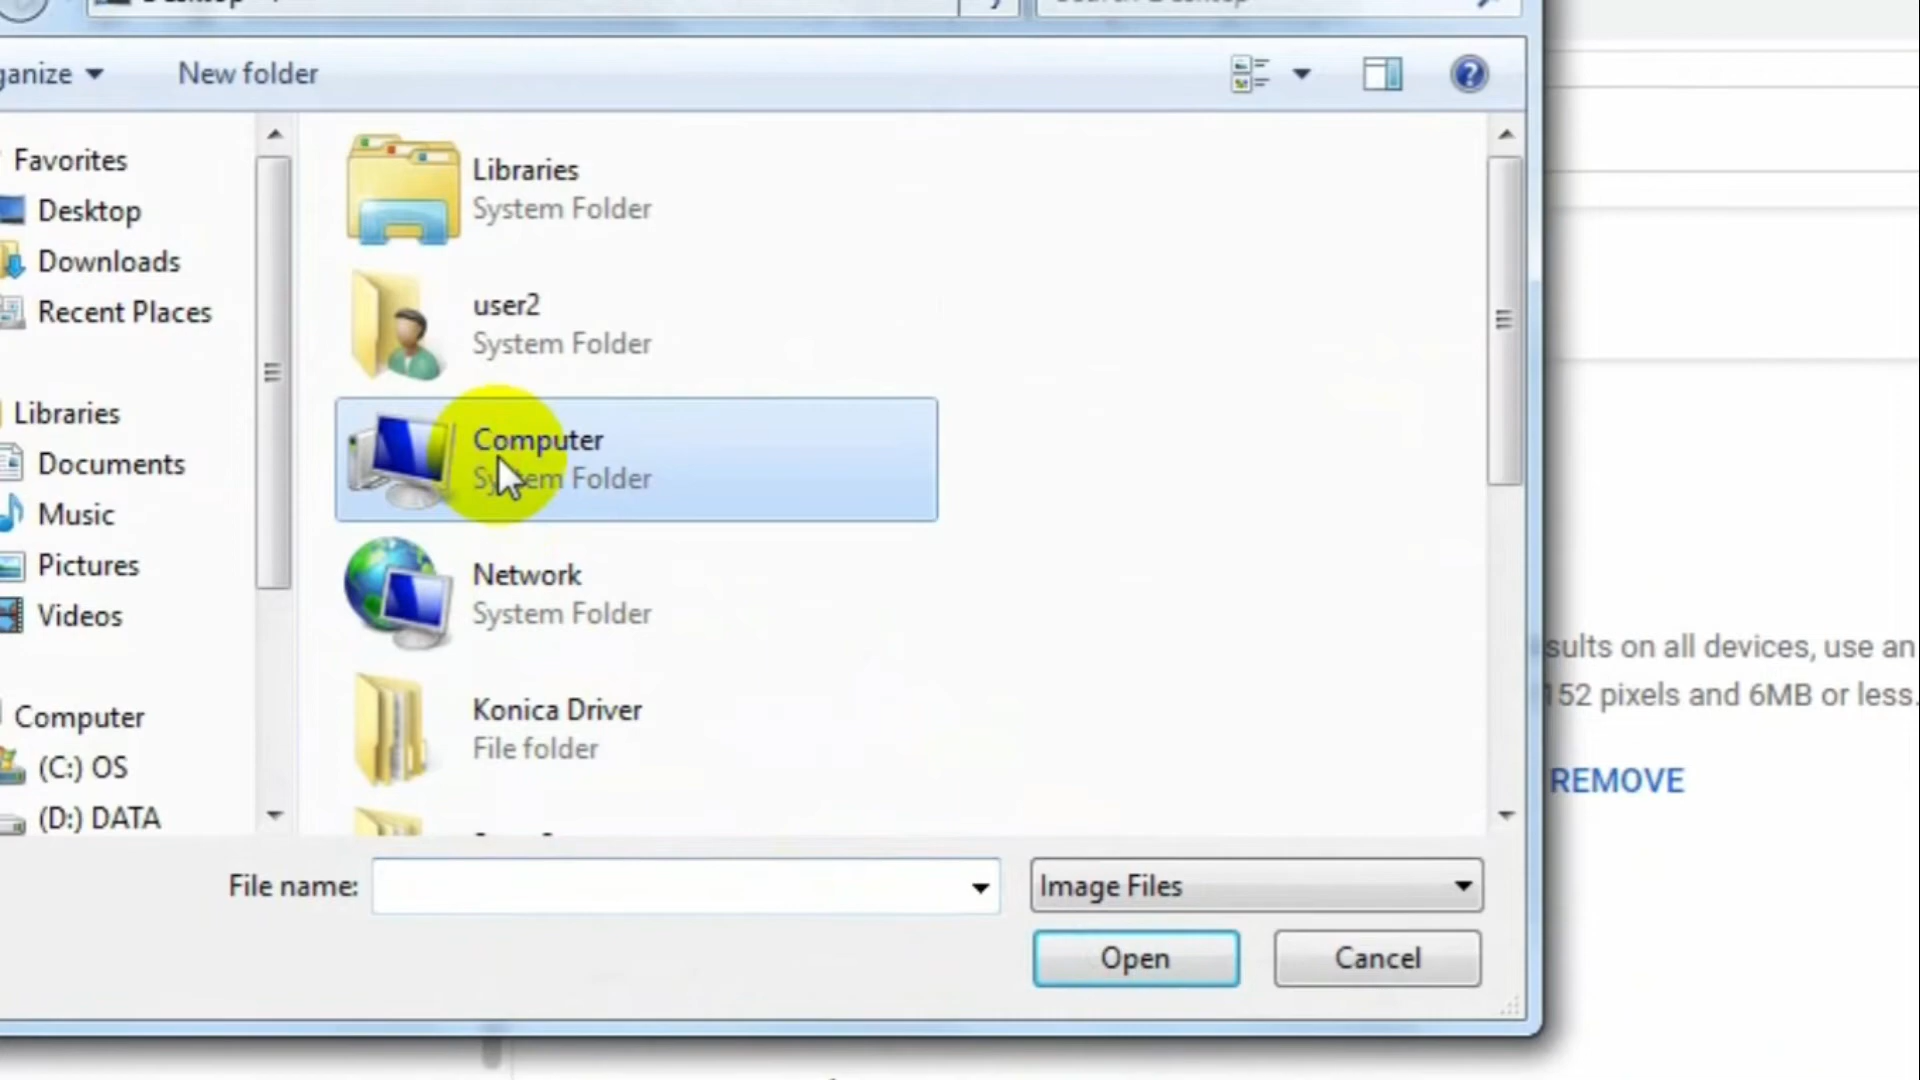 Desktop
ganize
New folder
Favorites
Desktop
Downloads
Recent Places
Libraries
Documents
Music
Pictures
Videos
Computer
(C:) OS
(D:) DATA
Libraries
System Folder
user2
System Folder
Computer
System Folder
Network
System Folder
Konica Driver
File folder
File name:
Image Files
Open
Cancel
sults on all devices, use an
152 pixels and 6MB or less.
REMOVE